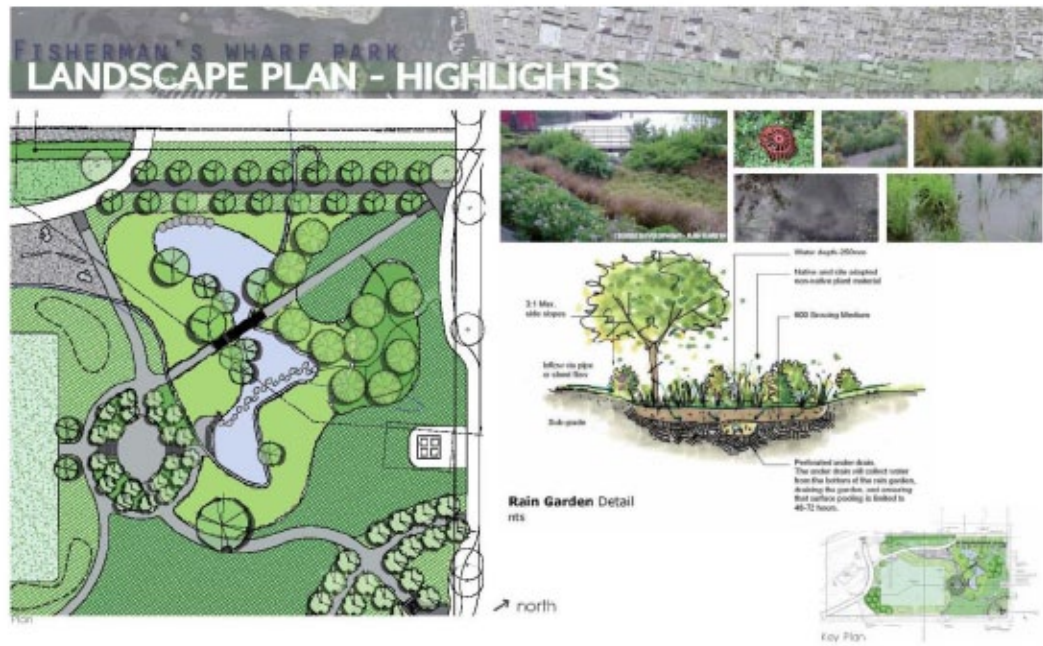 FISHERMAN'S WHARF PARK
LANDSCAPE PLAN - HIGHLIGHTS
Water depth-250mm
Native and site adapted
non-native plant material
3:1 Max.
side slopes
600 Growing Medium
Inflow via pipe
or sheet flow
Sub-grade
Perforated under drain.
The under drain will collect water
from the bottom of the rain garden,
draining the garden, and ensuring
that surface pooling is limited to
48-72 hours.
Rain Garden Detail
nts
north
Plan
Key Plan